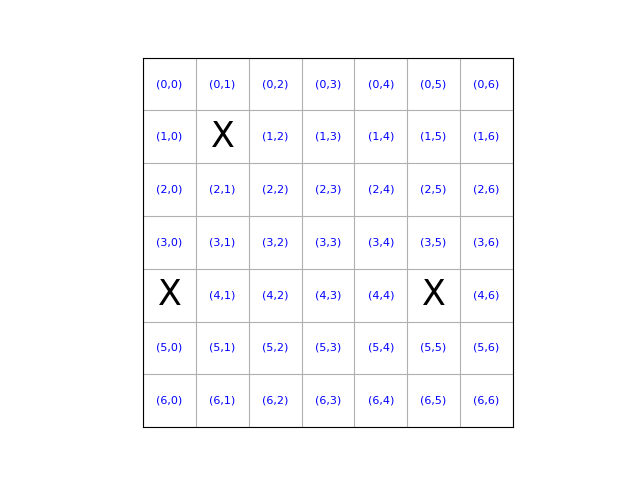 (0,0) (0,1) (0,2) (0,3) (0,4) (0,5) (0,6)
(1,0) X (1,2) (1,3) (1,4) (1,5) (1,6)
(2,0) (2,1) (2,2) (2,3) (2,4) (2,5) (2,6)
(3,0) (3,1) (3,2) (3,3) (3,4) (3,5) (3,6)
X (4,1) (4,2) (4,3) (4,4) X (4,6)
(5,0) (5,1) (5,2) (5,3) (5,4) (5,5) (5,6)
(6,0) (6,1) (6,2) (6,3) (6,4) (6,5) (6,6)